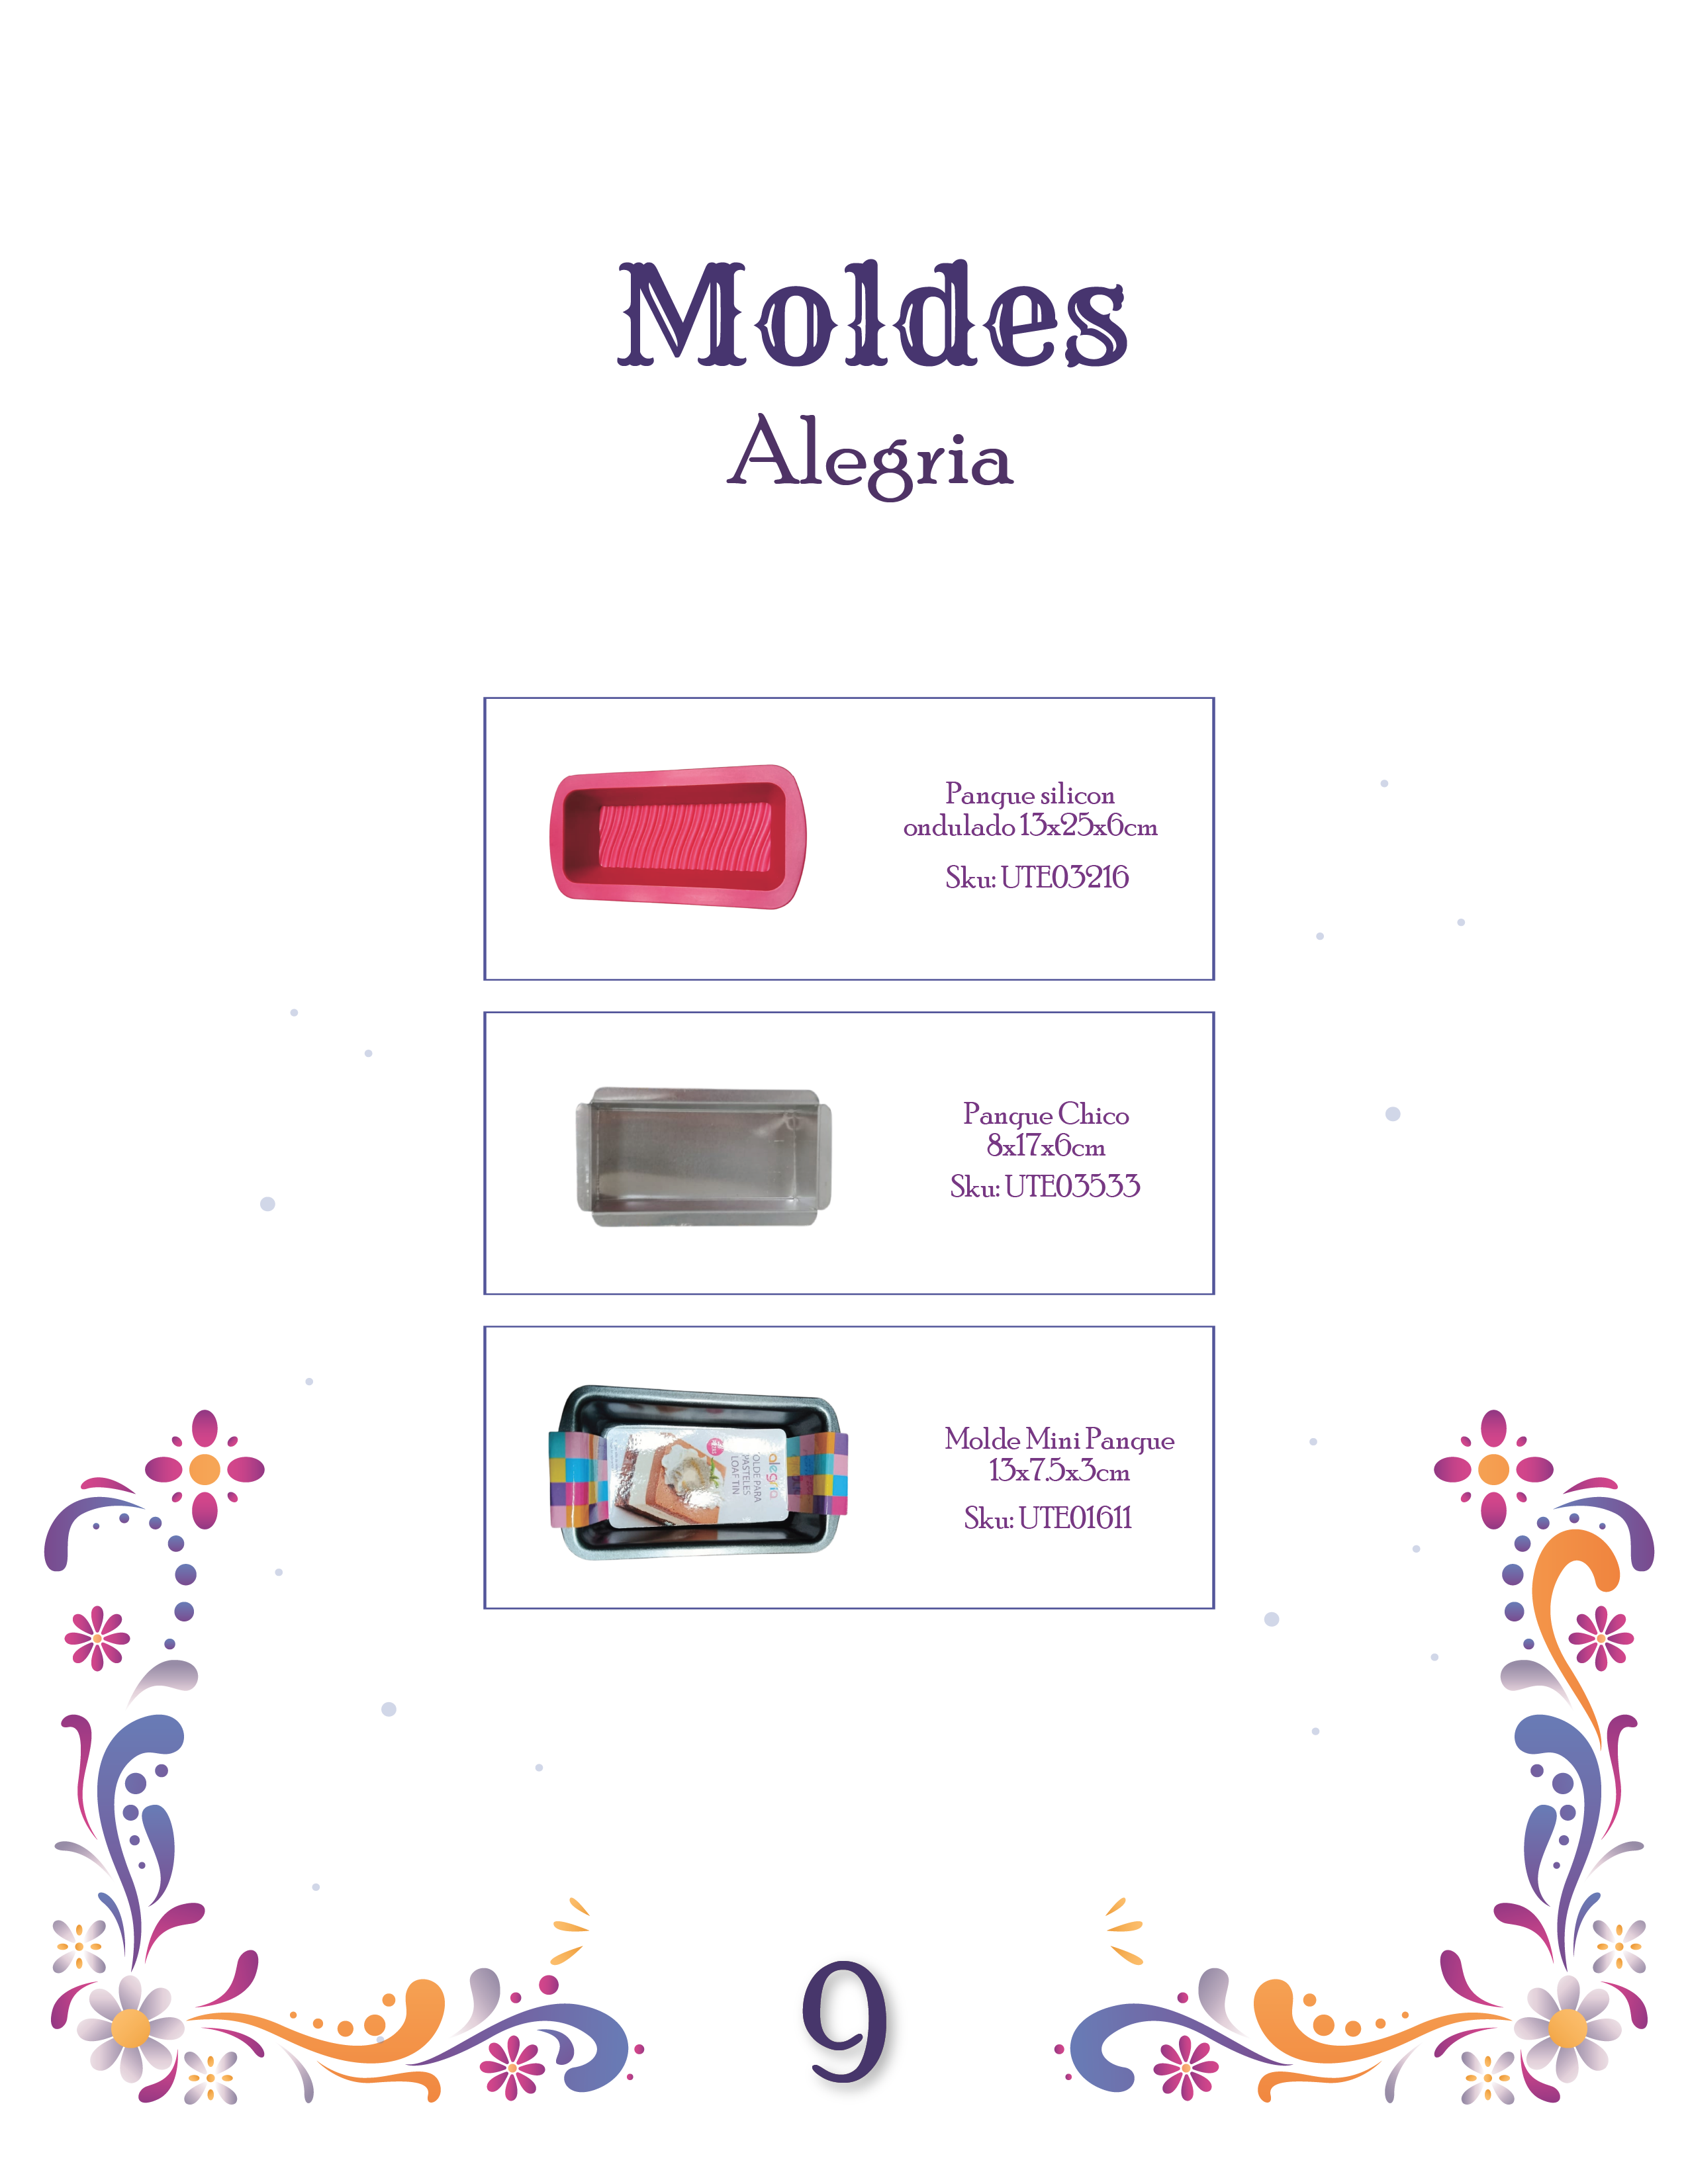 Moldes
Alegria
Panque silicon
ondulado 13x25x6cm
Sku: UTE03216
Panque Chico
8x17x6cm
Sku: UTE03533
alegria
OLDE PARA
PASTELES
LOAF TIN
Molde Mini Panque
13x7.5x3cm
Sku: UTE01611
9